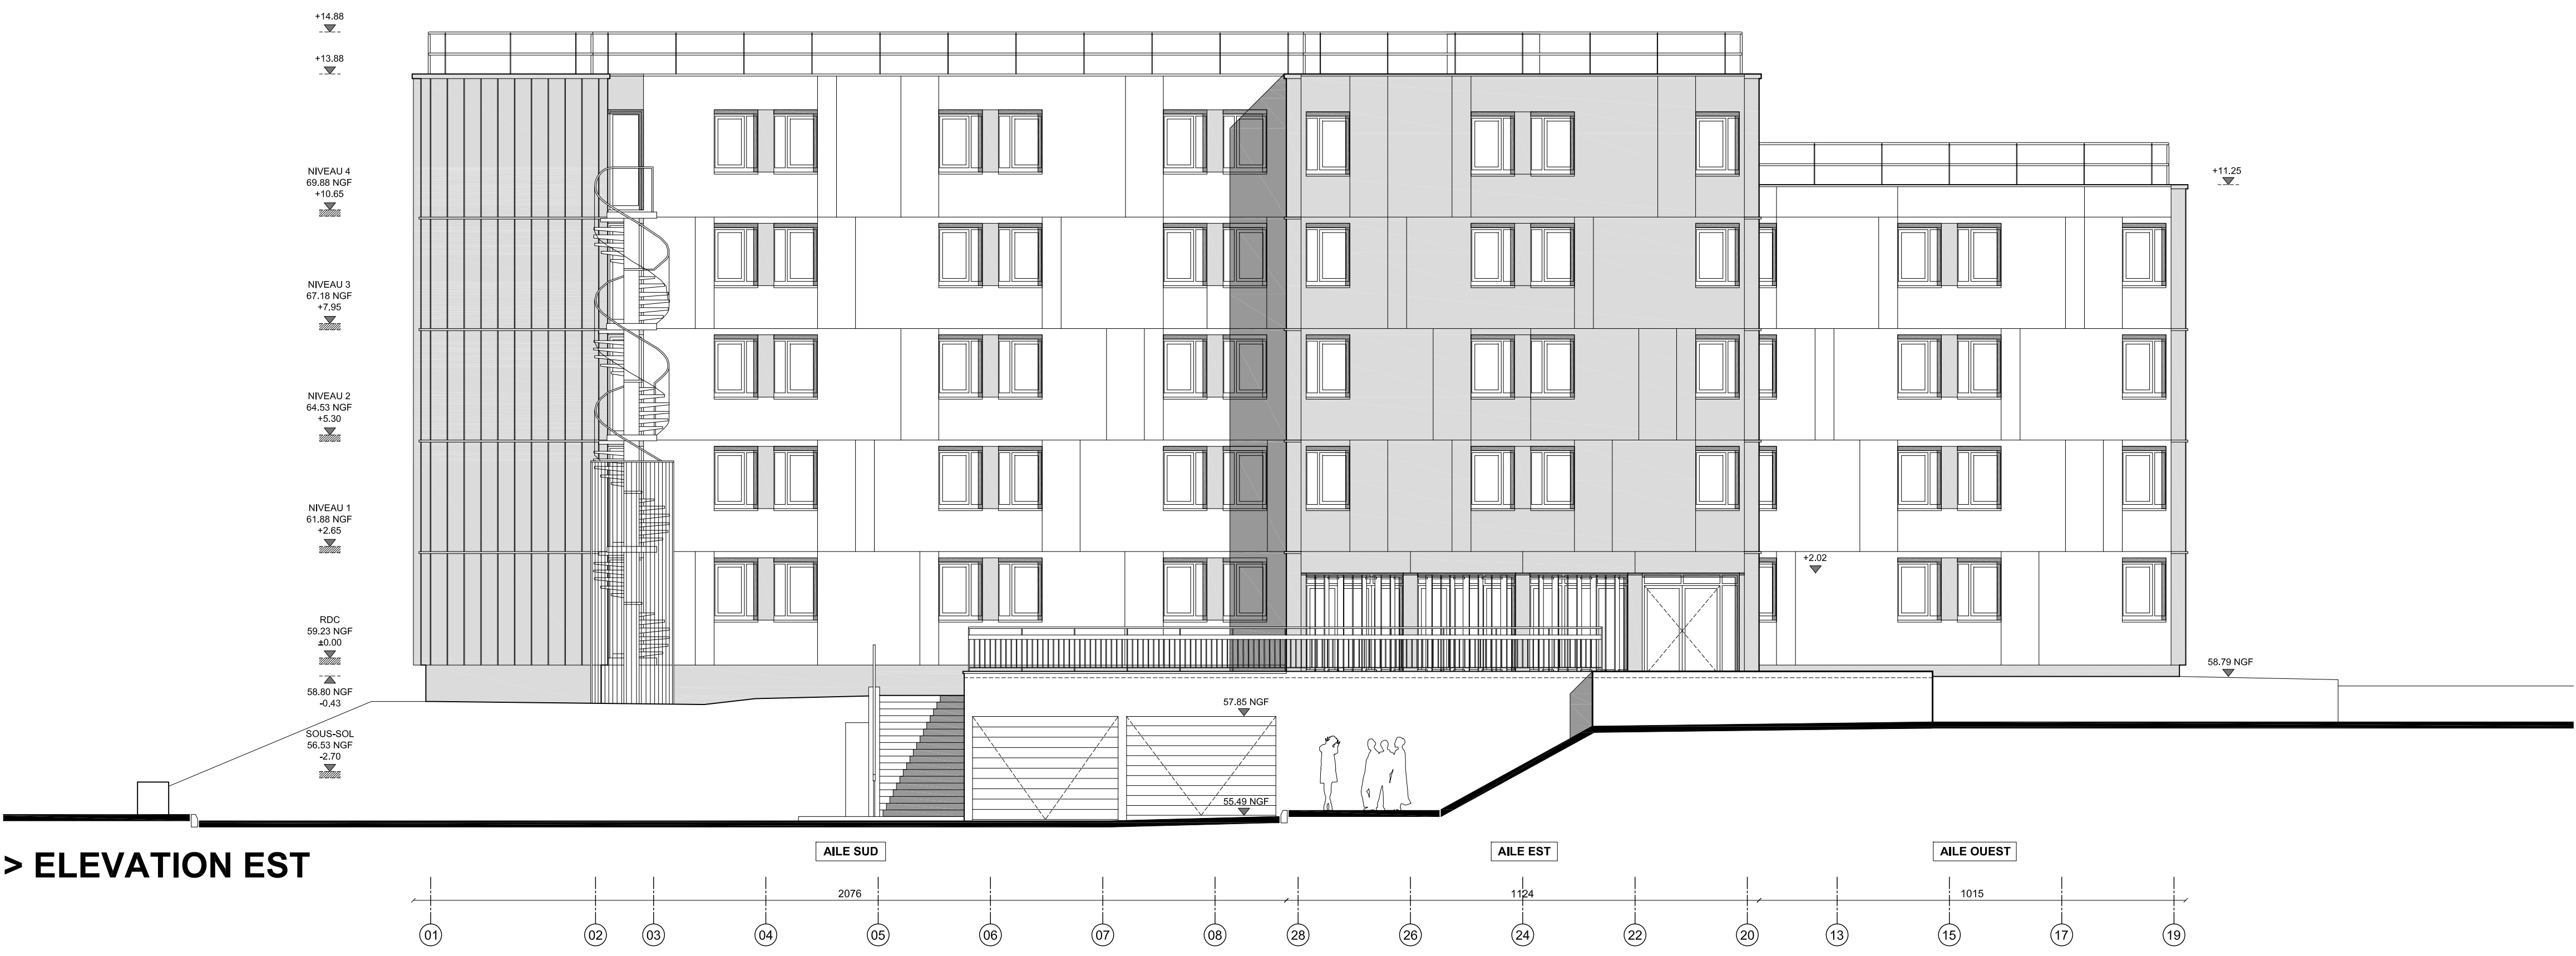 +14.88
+13.88
NIVEAU 4
69.88 NGF
+10.65
+11.25
NIVEAU 3
67.18 NGF
+7.95
NIVEAU 2
64.53 NGF
+5.30
NIVEAU 1
61.88 NGF
+2.65
+2.02
RDC
59.23 NGF
±0.00
58.79 NGF
58.80 NGF
-0.43
57.85 NGF
SOUS-SOL
56.53 NGF
-2.70
55.49 NGF
> ELEVATION EST
AILE SUD
AILE EST
AILE OUEST
2076
1124
1015
01
02
03
04
05
06
07
08
28
26
24
22
20
13
15
17
19